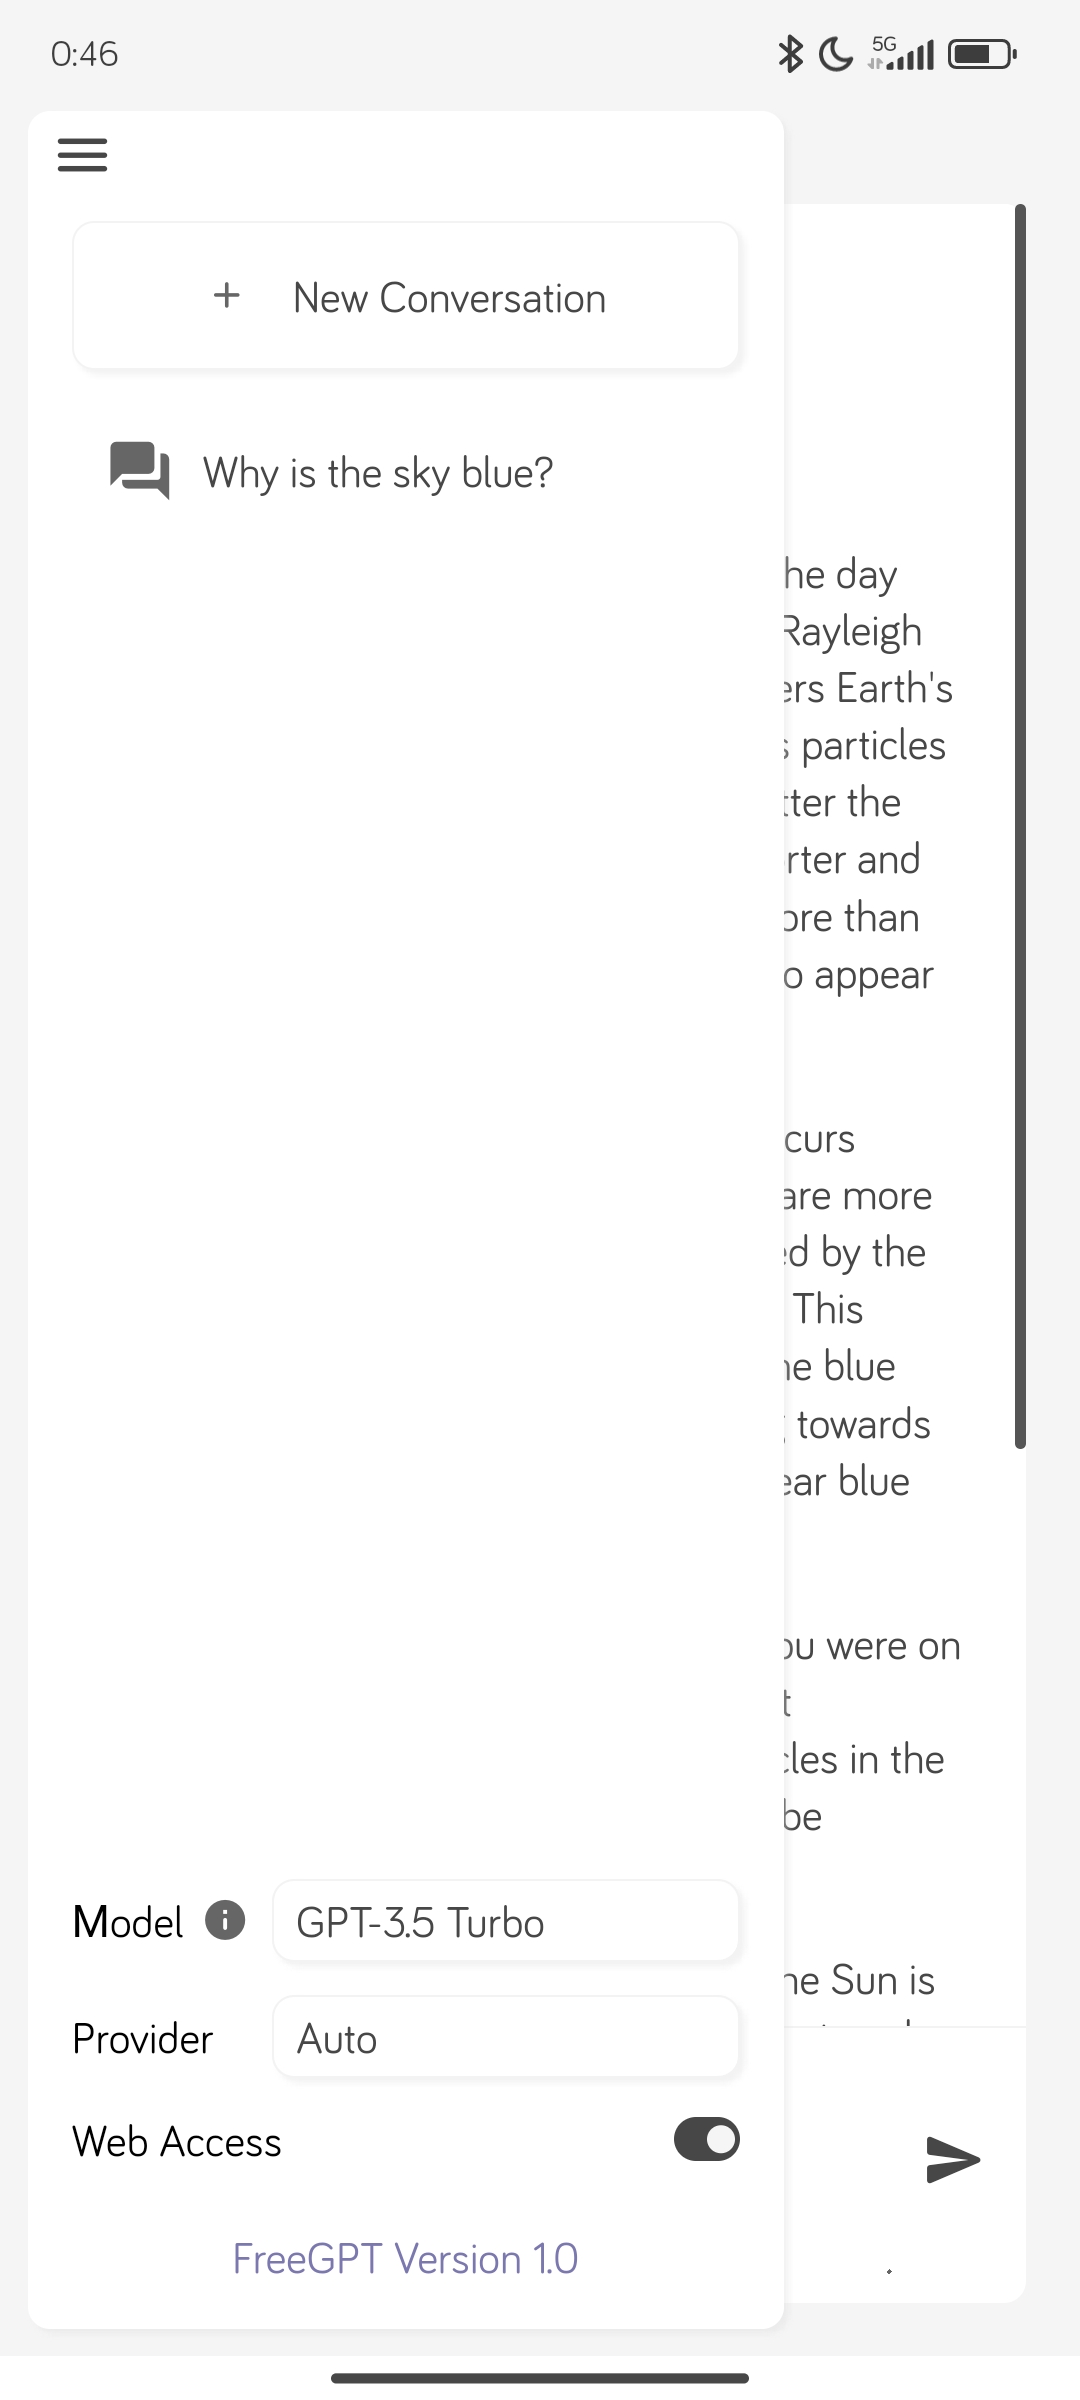 0:46
5G
New Conversation
Why is the sky blue?
he day
Rayleigh
ers Earth's
s particles
tter the
rter and
ore than
o appear
curs
are more
ed by the
This
he blue
g towards
ear blue
ou were on
t
cles in the
be
Model
GPT-3.5 Turbo
he Sun is
Provider
Auto
Web Access
FreeGPT Version 1.0